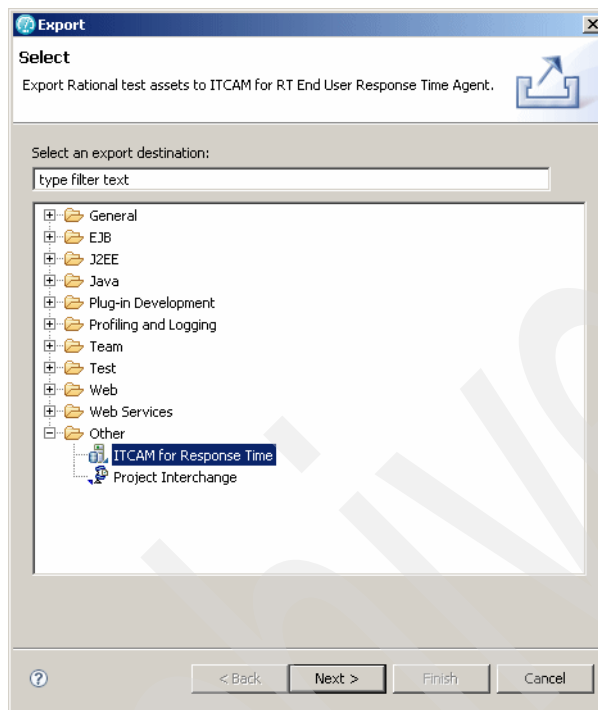 Export
Select
Export Rational test assets to ITCAM for RT End User Response Time Agent.
Select an export destination:
type filter text
General
EJB
J2EE
Java
Plug-in Development
Profiling and Logging
Team
Test
Web
Web Services
Other
ITCAM for Response Time
Project Interchange
< Back Next > Finish Cancel